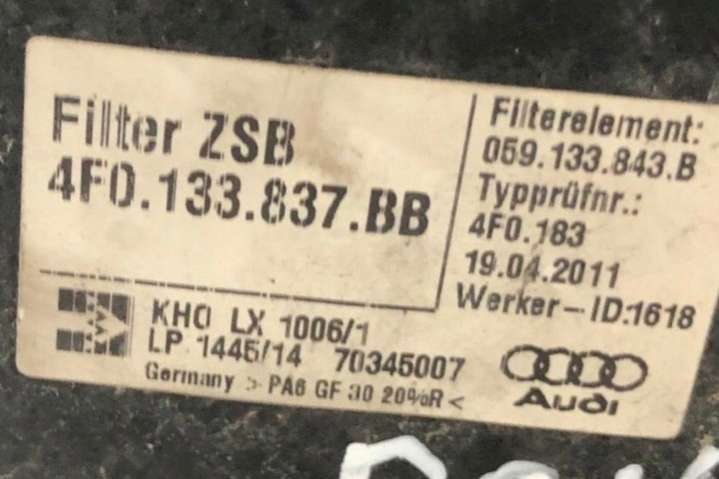 Filter ZSB
4F0.133.837.BB
Filterelement:
059.133.843.B
Typprüfnr.:
4F0.183
19.04.2011
Werker-ID:1618
KHO LX 1006/1
LP 1445/14 70345007
Germany > PA6 GF 30 20%R <
Audi